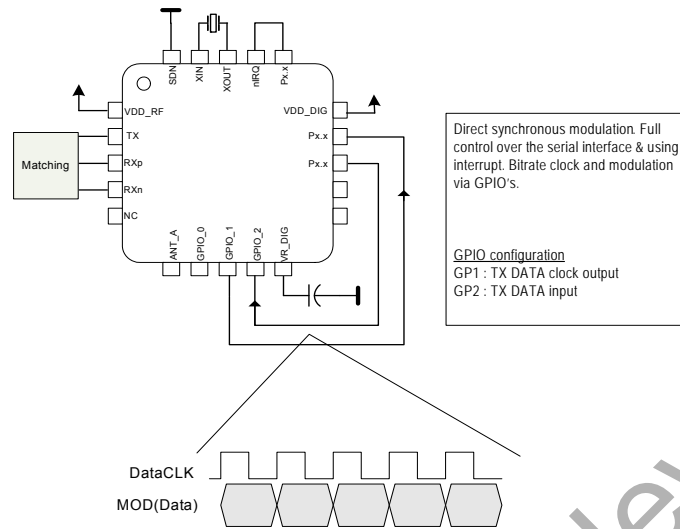 SDN
XIN
XOUT
nIRQ
Px.x
VDD_RF
VDD_DIG
TX
Px.x
Matching
RXp
Px.x
RXn
NC
ANT_A
GPIO_0
GPIO_1
GPIO_2
VR_DIG
Direct synchronous modulation. Full
control over the serial interface & using
interrupt. Bitrate clock and modulation
via GPIO's.
GPIO configuration
GP1 : TX DATA clock output
GP2 : TX DATA input
DataCLK
MOD(Data)